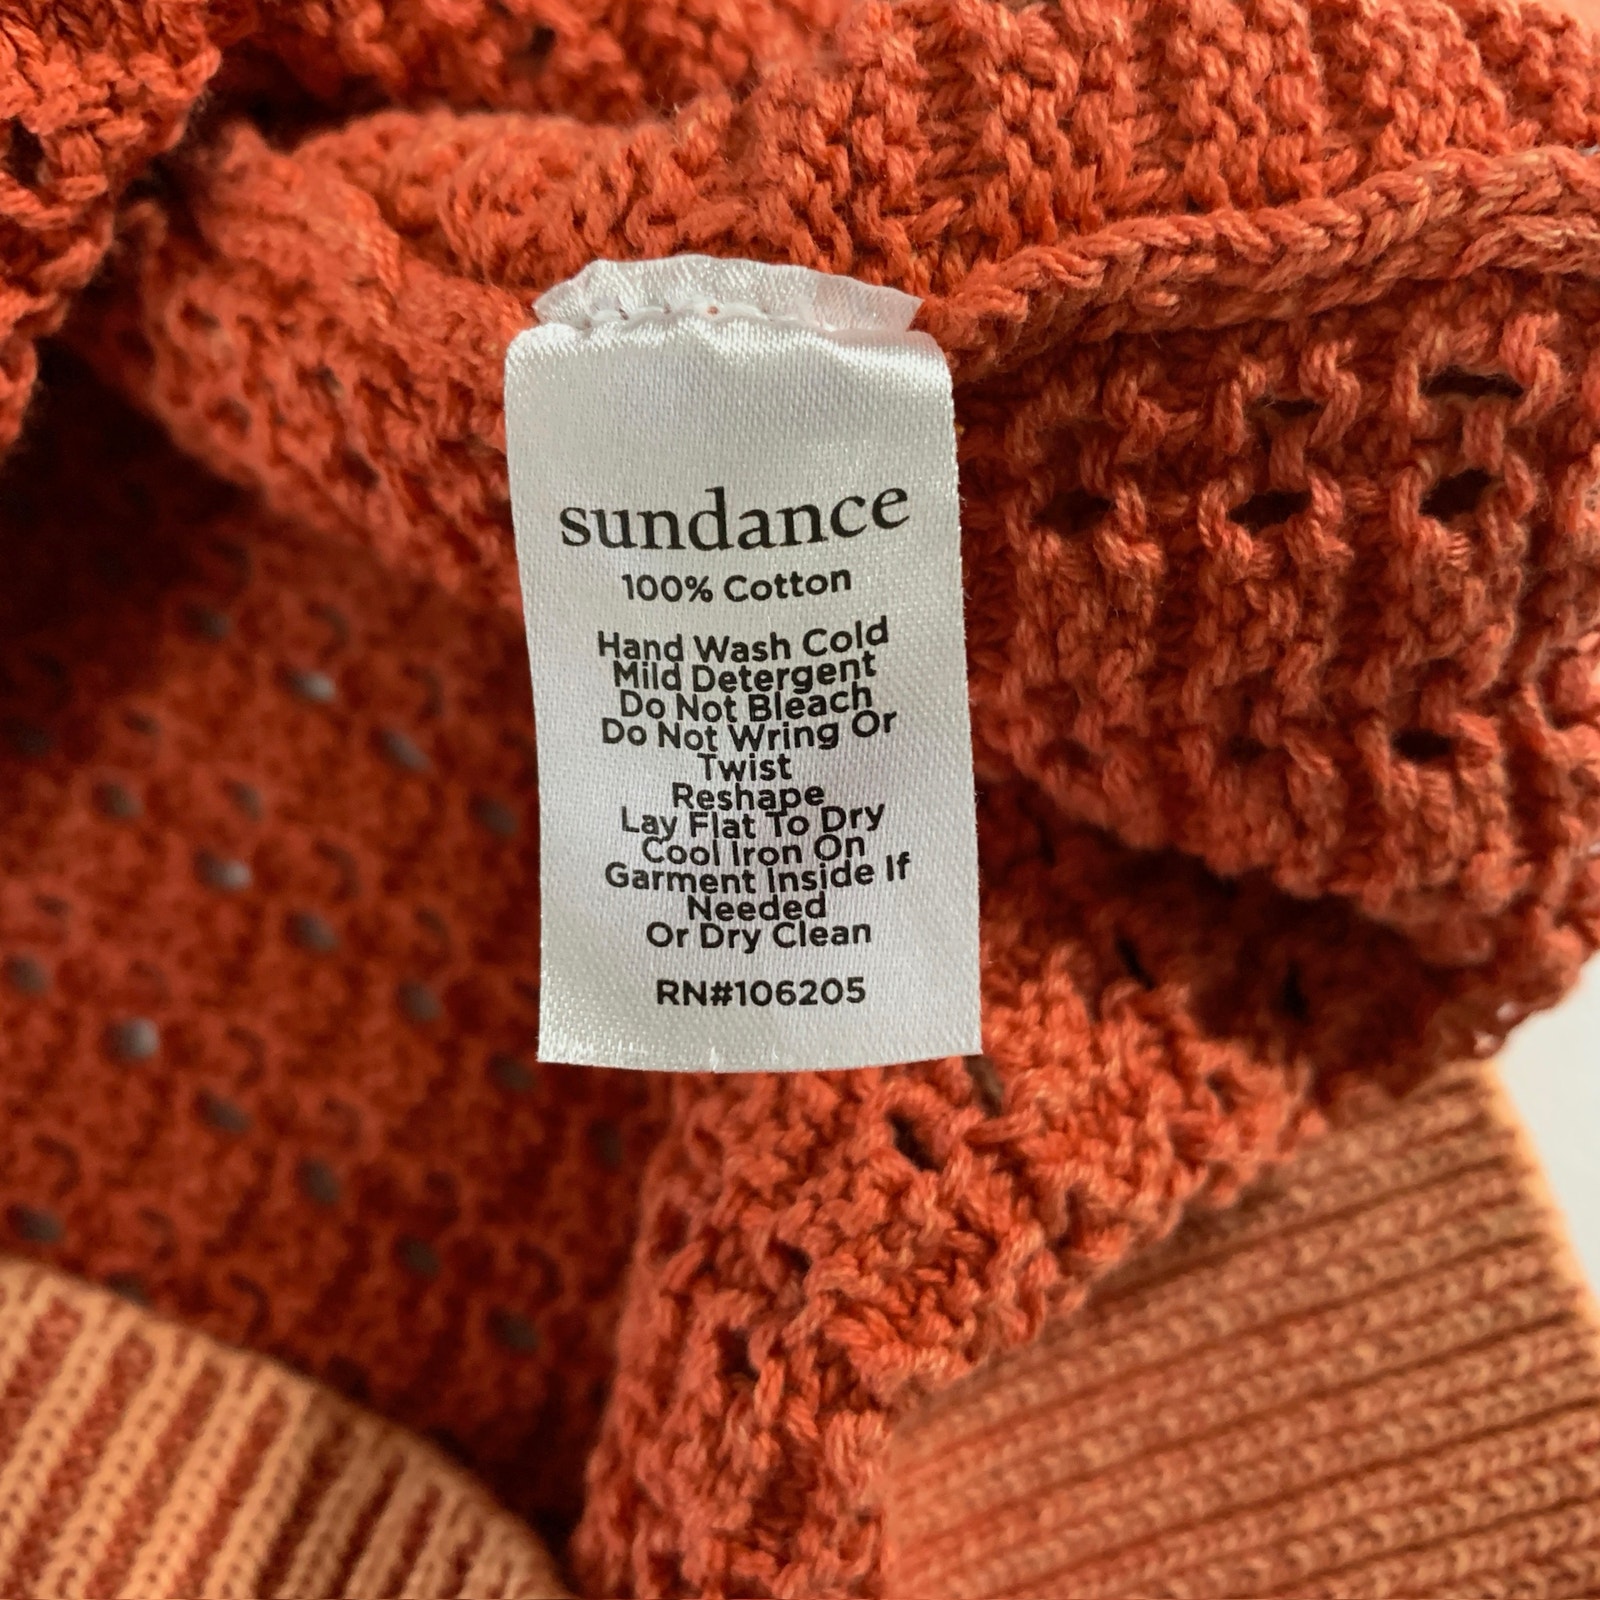 sundance
100% Cotton
Hand Wash Cold
Mild Detergent
Do Not Bleach
Do Not Wring Or
Twist
Reshape
Lay Flat To Dry
Cool Iron On
Garment Inside If
Needed
Or Dry Clean
RN#106205